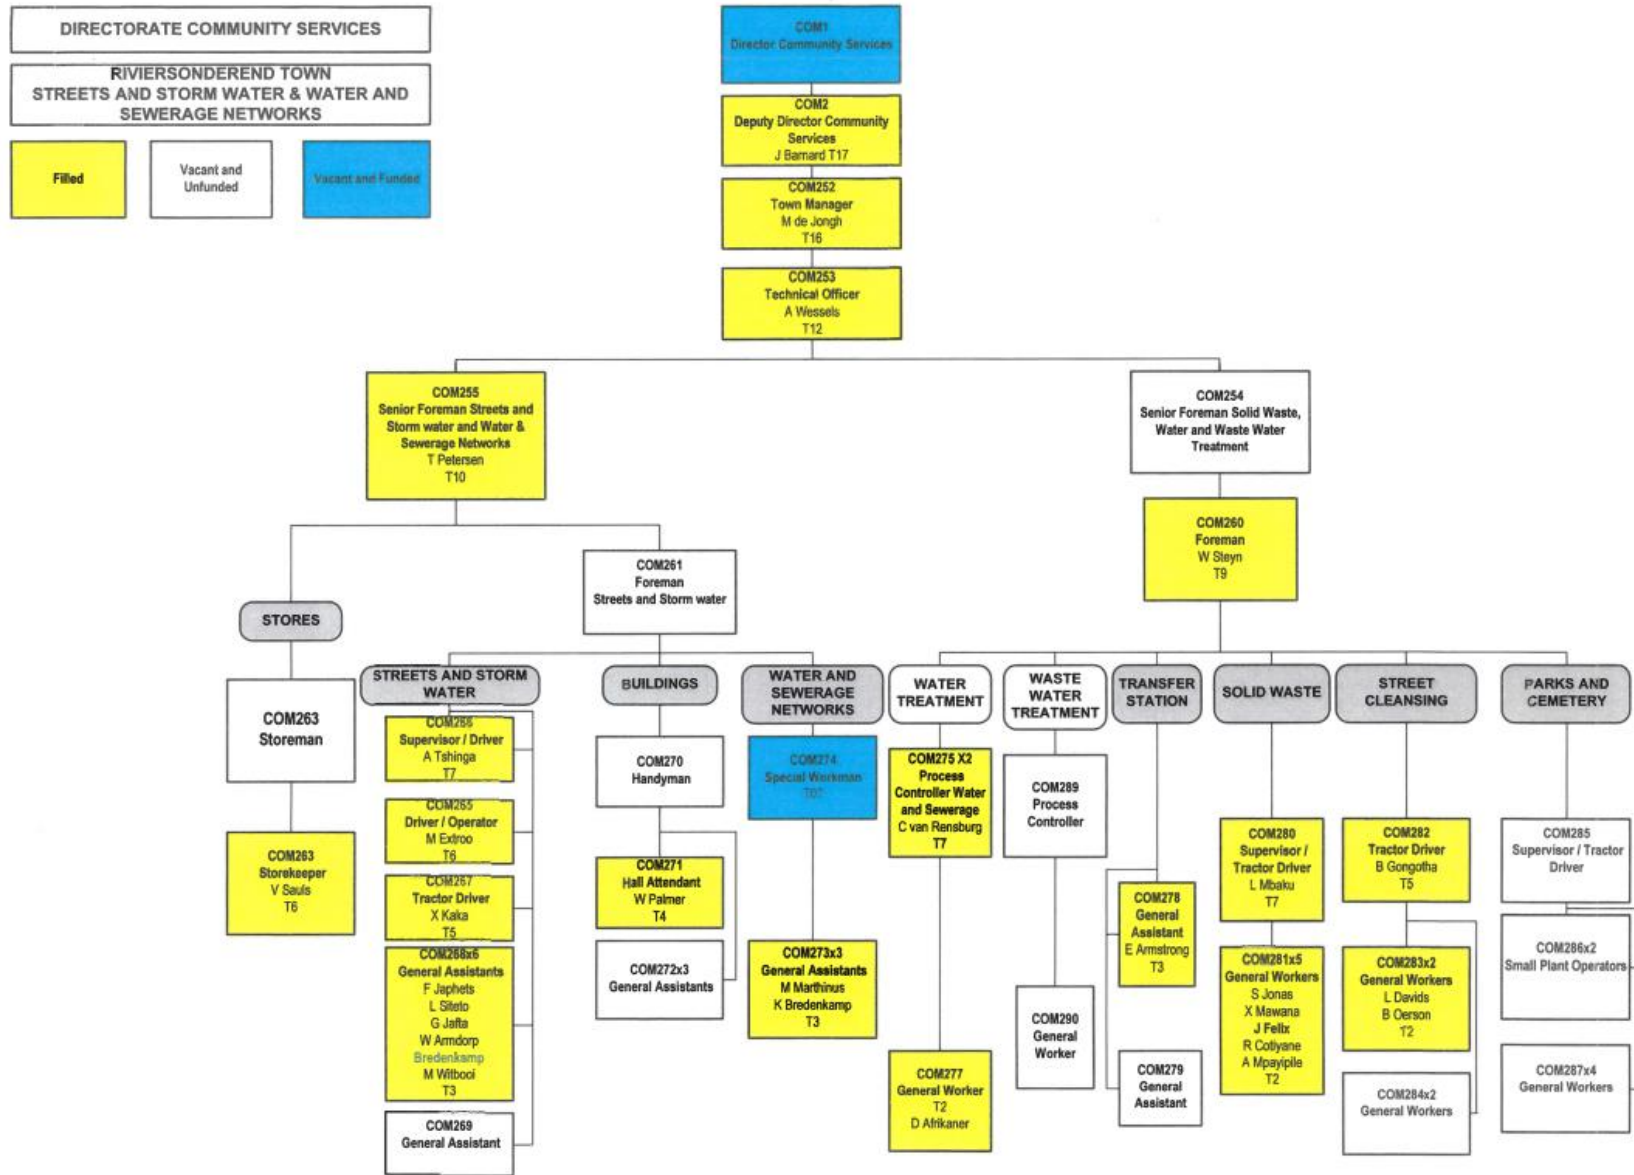 DIRECTORATE COMMUNITY SERVICES
RIVIERSONDEREND TOWN
STREETS AND STORM WATER & WATER AND
SEWERAGE NETWORKS
Filled
Vacant and
Unfunded
Vacant and Funded
COM1
Director Community Services
COM2
Deputy Director Community
Services
J Barnard T17
COM252
Town Manager
M de Jongh
T16
COM253
Technical Officer
A Wessels
T12
COM255
Senior Foreman Streets and
Storm water and Water &
Sewerage Networks
T Petersen
T10
COM254
Senior Foreman Solid Waste,
Water and Waste Water
Treatment
COM260
Foreman
W Steyn
T9
COM261
Foreman
Streets and Storm water
STORES
COM263
Storeman
COM263
Storekeeper
V Sauls
T6
STREETS AND STORM
WATER
COM266
Supervisor / Driver
A Tshinga
T7
COM265
Driver / Operator
M Extroo
T6
COM267
Tractor Driver
X Kaka
T5
COM268x6
General Assistants
F Japhets
L Siteto
G Jafta
W Armdorp
Bredenkamp
M Witbooi
T3
COM269
General Assistant
BUILDINGS
COM270
Handyman
COM271
Hall Attendant
W Palmer
T4
COM272x3
General Assistants
WATER AND
SEWERAGE
NETWORKS
COM274
Special Workman
COM273x3
General Assistants
M Marthinus
K Bredenkamp
T3
WATER
TREATMENT
COM275 X2
Process
Controller Water
and Sewerage
C van Rensburg
T7
COM277
General Worker
T2
D Afrikaner
WASTE
WATER
TREATMENT
COM289
Process
Controller
COM290
General
Worker
TRANSFER
STATION
COM278
General
Assistant
E Armstrong
T3
COM279
General
Assistant
SOLID WASTE
COM280
Supervisor /
Tractor Driver
L Mbaku
T7
COM281x5
General Workers
S Jonas
X Mawana
J Felix
R Cotiyane
A Mpayipile
T2
STREET
CLEANSING
COM282
Tractor Driver
B Gongotha
T5
COM283x2
General Workers
L Davids
B Oerson
T2
COM284x2
General Workers
PARKS AND
CEMETERY
COM285
Supervisor / Tractor
Driver
COM286x2
Small Plant Operators
COM287x4
General Workers